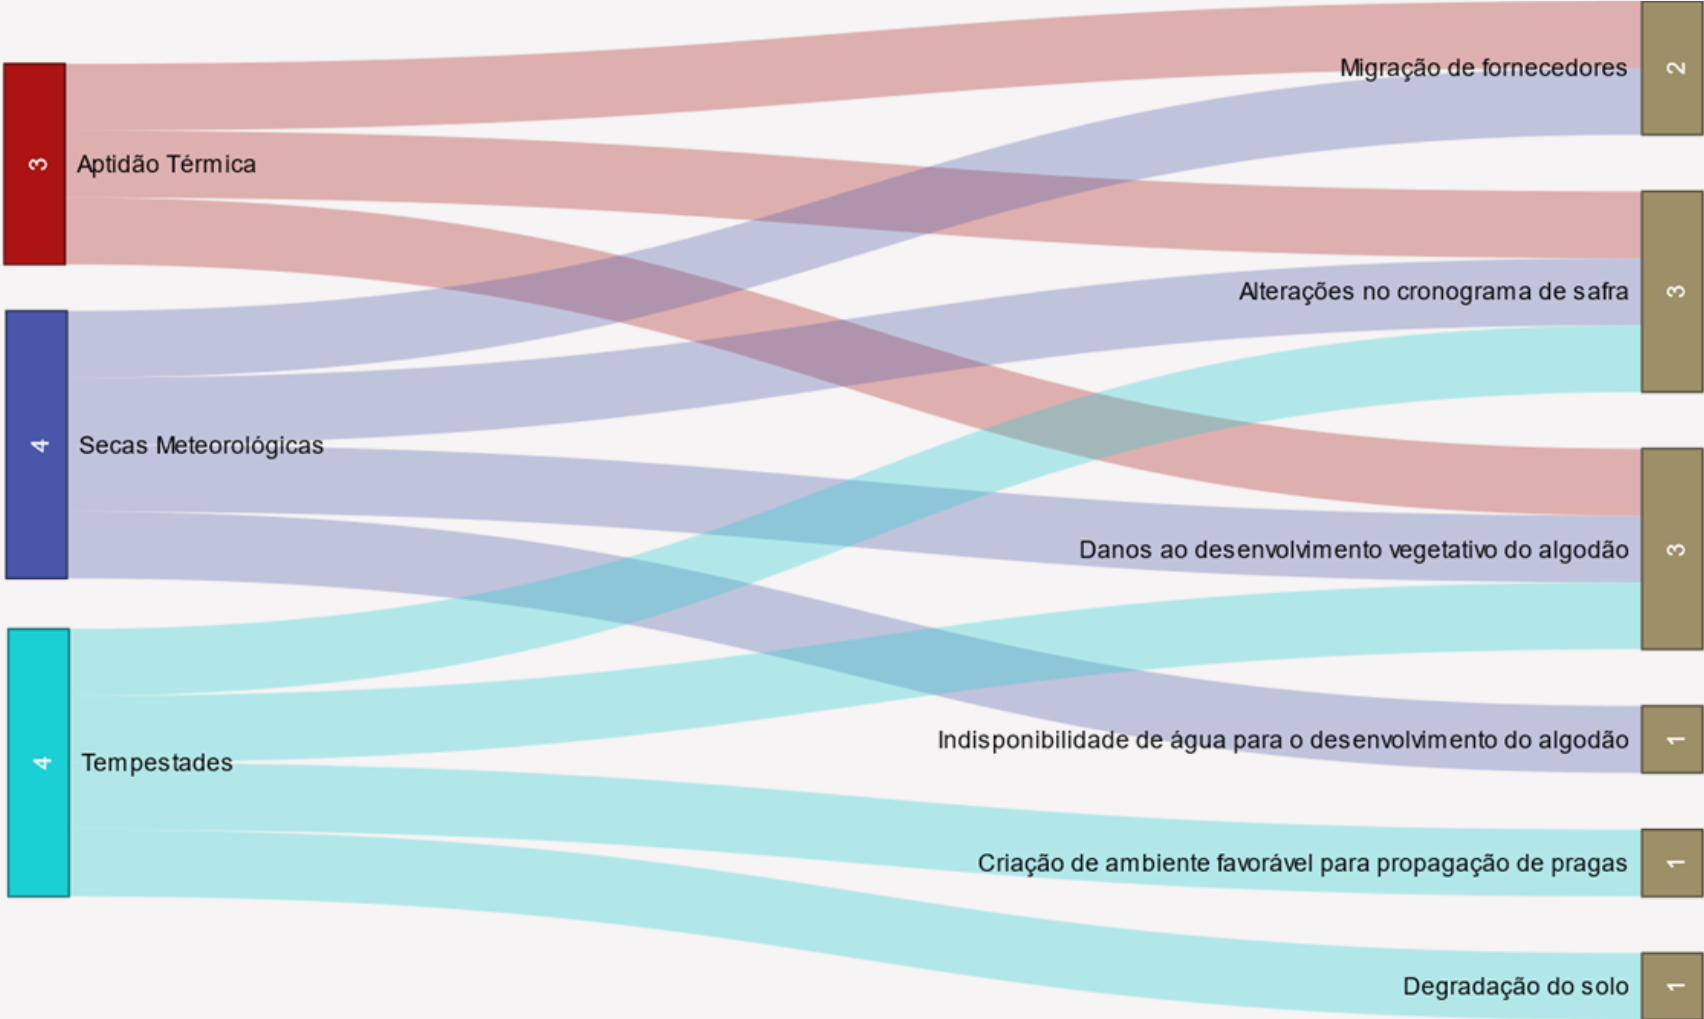 3
Aptidão Térmica
4
Secas Meteorológicas
4
Tempestades
Migração de fornecedores
2
Alterações no cronograma de safra
3
Danos ao desenvolvimento vegetativo do algodão
3
Indisponibilidade de água para o desenvolvimento do algodão
1
Criação de ambiente favorável para propagação de pragas
1
Degradação do solo
1